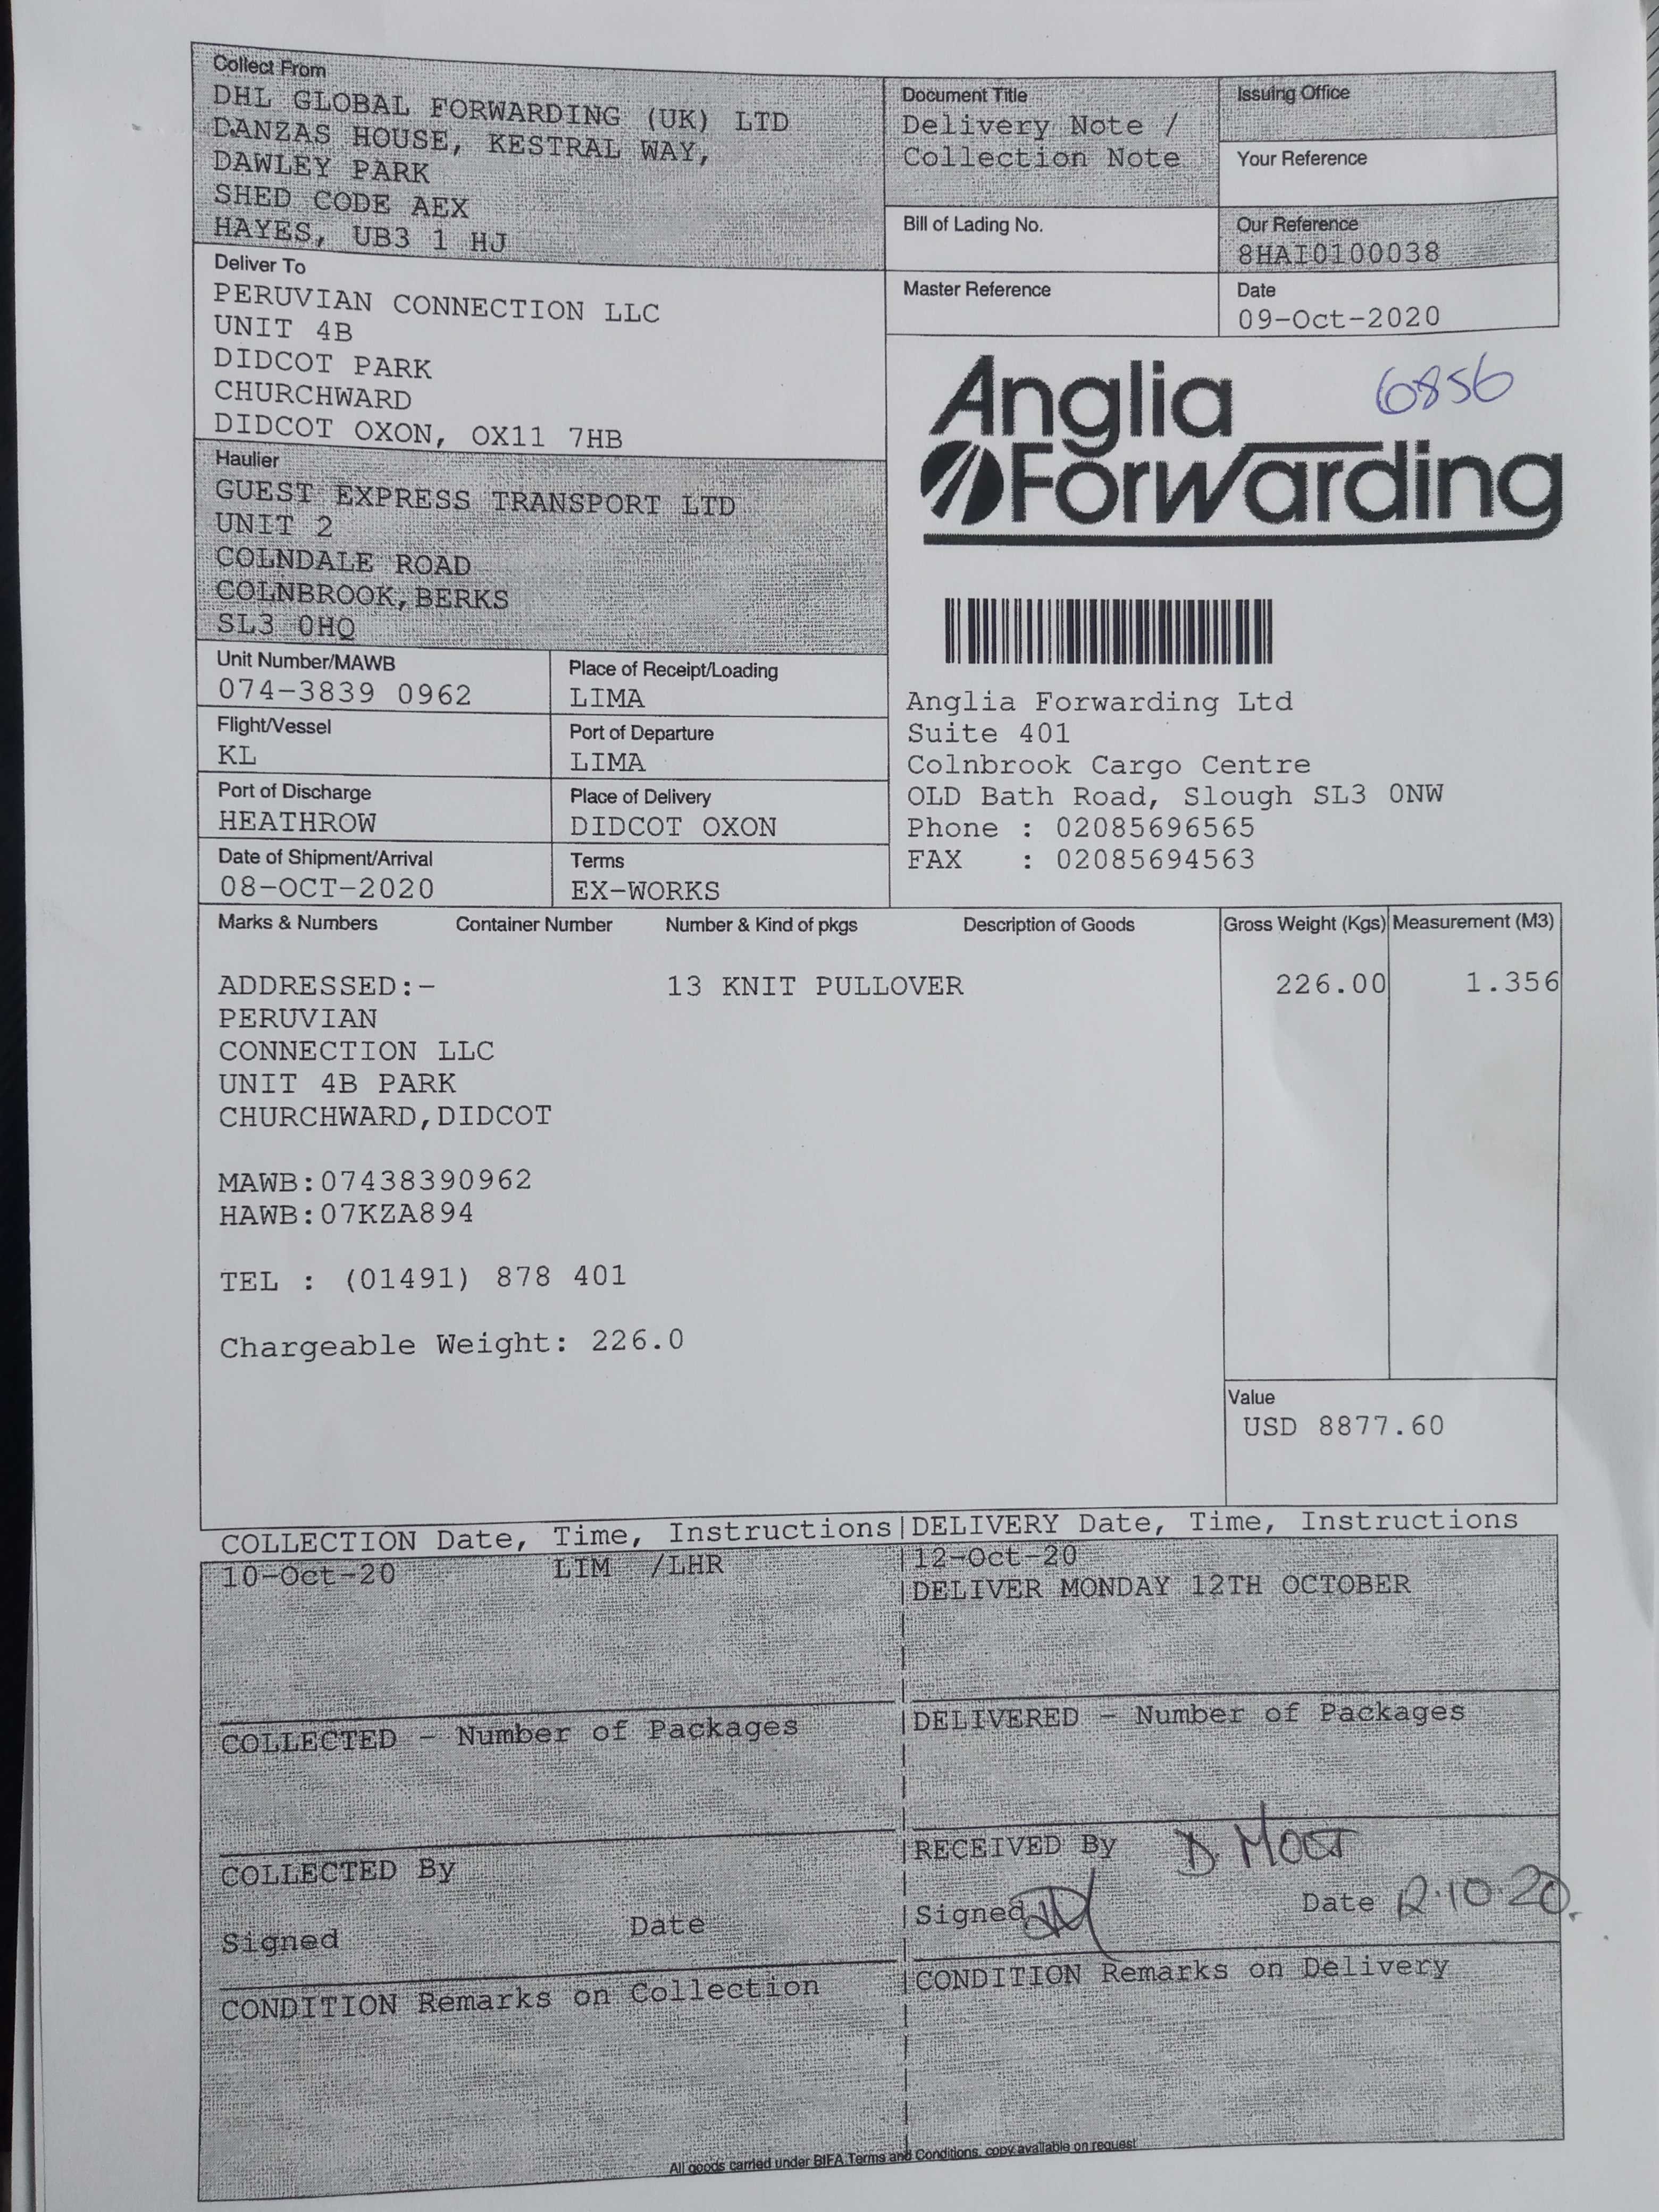 Collect From
DHL GLOBAL FORWARDING (UK) LTD
DANZAS HOUSE, KESTRAL WAY,
DAWLEY PARK
SHED CODE AEX
HAYES, UB3 1 HJ
Document Title
Delivery Note /
Collection Note
Issuing Office
Your Reference
Bill of Lading No.
Our Reference
8HAI0100038
Master Reference
Date
09-Oct-2020
Deliver To
PERUVIAN CONNECTION LLC
UNIT 4B
DIDCOT PARK
CHURCHWARD
DIDCOT OXON, OX11 7HB
6856
Anglia
Forwarding
Haulier
GUEST EXPRESS TRANSPORT LTD
UNIT 2
COLNDALE ROAD
COLNBROOK, BERKS
SL3 0HQ
Unit Number/MAWB
074-3839 0962
Place of Receipt/Loading
LIMA
Flight/Vessel
KL
Port of Departure
LIMA
Port of Discharge
HEATHROW
Place of Delivery
DIDCOT OXON
Date of Shipment/Arrival
08-OCT-2020
Terms
EX-WORKS
Anglia Forwarding Ltd
Suite 401
Colnbrook Cargo Centre
OLD Bath Road, Slough SL3 0NW
Phone : 02085696565
FAX : 02085694563
Marks & Numbers Container Number Number & Kind of pkgs Description of Goods Gross Weight (Kgs) Measurement (M3)
ADDRESSED:- 13 KNIT PULLOVER 226.00 1.356
PERUVIAN
CONNECTION LLC
UNIT 4B PARK
CHURCHWARD,DIDCOT
MAWB:07438390962
HAWB:07KZA894
TEL : (01491) 878 401
Chargeable Weight: 226.0
Value
USD 8877.60
COLLECTION Date, Time, Instructions
10-Oct-20 LIM /LHR
DELIVERY Date, Time, Instructions
12-Oct-20
DELIVER MONDAY 12TH OCTOBER
COLLECTED - Number of Packages
DELIVERED - Number of Packages
COLLECTED By
Signed Date
RECEIVED By D. Moot
Signed Date 12.10.20.
CONDITION Remarks on Collection
CONDITION Remarks on Delivery
All goods carried under BIFA Terms and Conditions, copy available on request